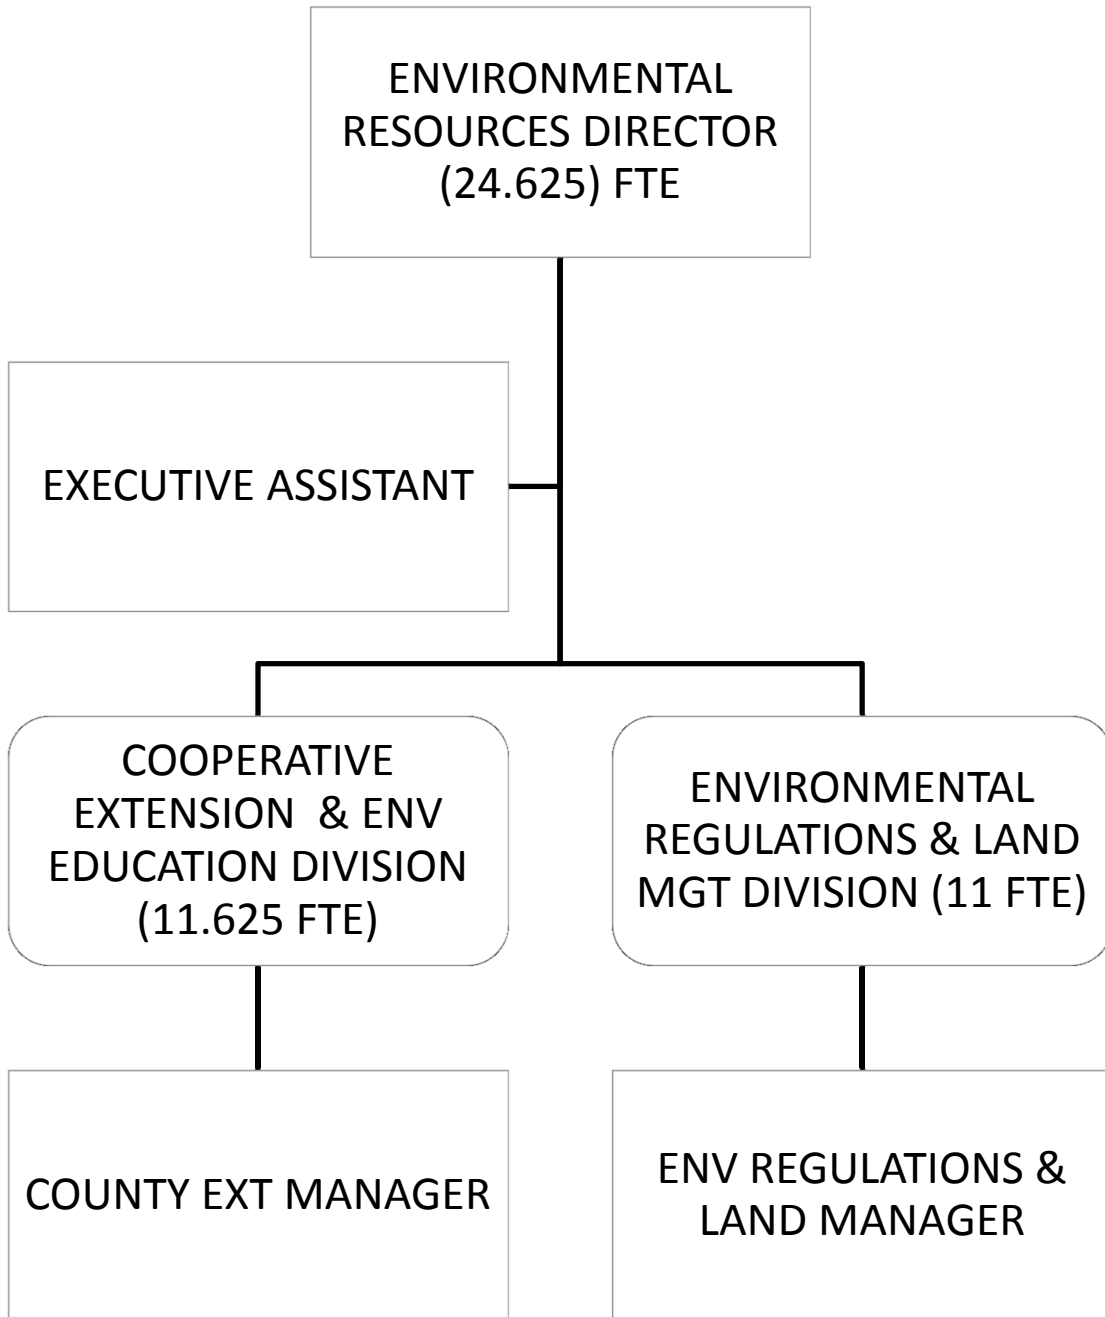 ENVIRONMENTAL
RESOURCES DIRECTOR
(24.625) FTE
EXECUTIVE ASSISTANT
COOPERATIVE
EXTENSION & ENV
EDUCATION DIVISION
(11.625 FTE)
ENVIRONMENTAL
REGULATIONS & LAND
MGT DIVISION (11 FTE)
COUNTY EXT MANAGER
ENV REGULATIONS &
LAND MANAGER